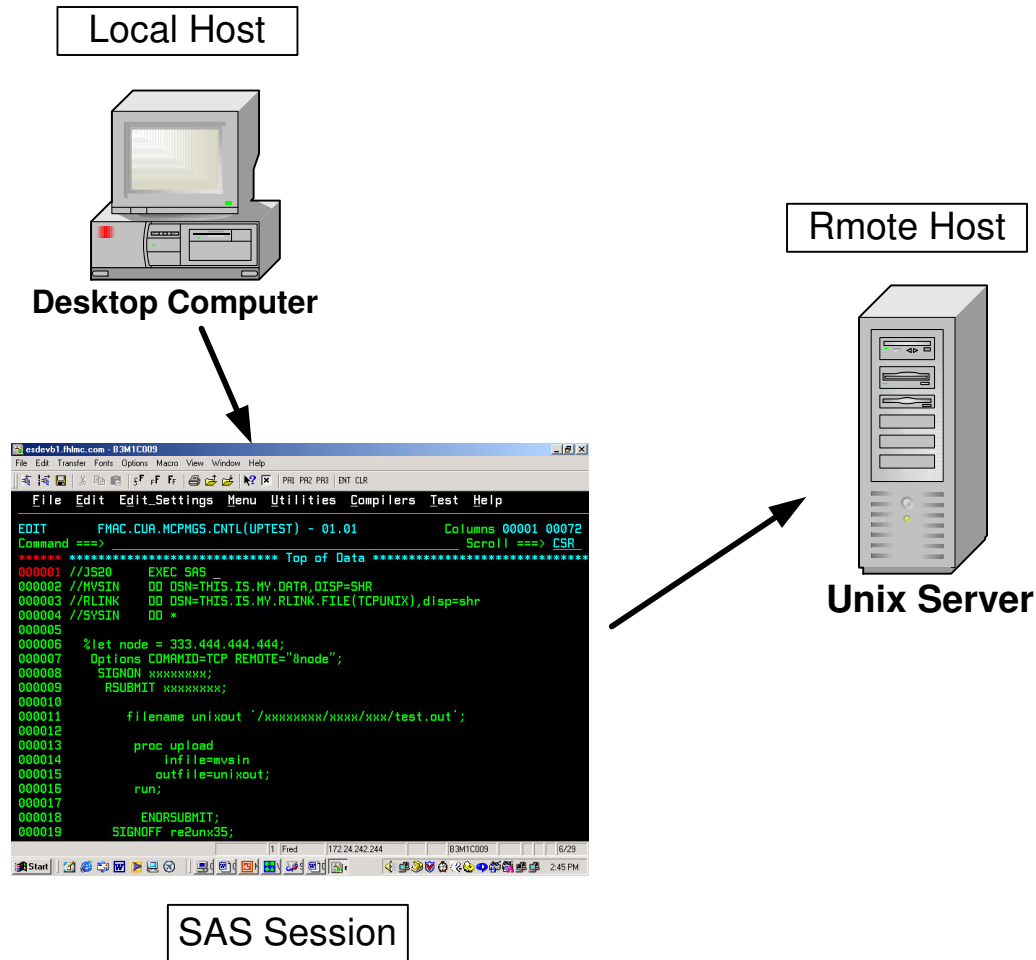 Local Host
Rmote Host
Desktop Computer
Unix Server
esdevb1.fhlmc.com - B3M1C009
File Edit Transfer Fonts Options Macro View Window Help
PA1 PA2 PA3 ENT CLR
File Edit Edit_Settings Menu Utilities Compilers Test Help
EDIT FMAC.CUA.MCPMGS.CNTL(UPTEST) - 01.01 Columns 00001 00072
Command ===> Scroll ===> CSR
****** **************************** Top of Data ******************************
000001 //JS20 EXEC SAS _
000002 //MVSIN DD DSN=THIS.IS.MY.DATA,DISP=SHR
000003 //RLINK DD DSN=THIS.IS.MY.RLINK.FILE(TCPUNIX),disp=shr
000004 //SYSIN DD *
000005
000006 %let node = 333.444.444.444;
000007 Options COMAMID=TCP REMOTE="&node";
000008 SIGNON xxxxxxxx;
000009 RSUBMIT xxxxxxxx;
000010
000011 filename unixout '/xxxxxxxx/xxxx/xxx/test.out';
000012
000013 proc upload
000014 infile=mvsin
000015 outfile=unixout;
000016 run;
000017
000018 ENDRSUBMIT;
000019 SIGNOFF re2unx35;
1 Fred 172.24.242.244 B3M1C009 6/29
Start 2:45 PM
SAS Session